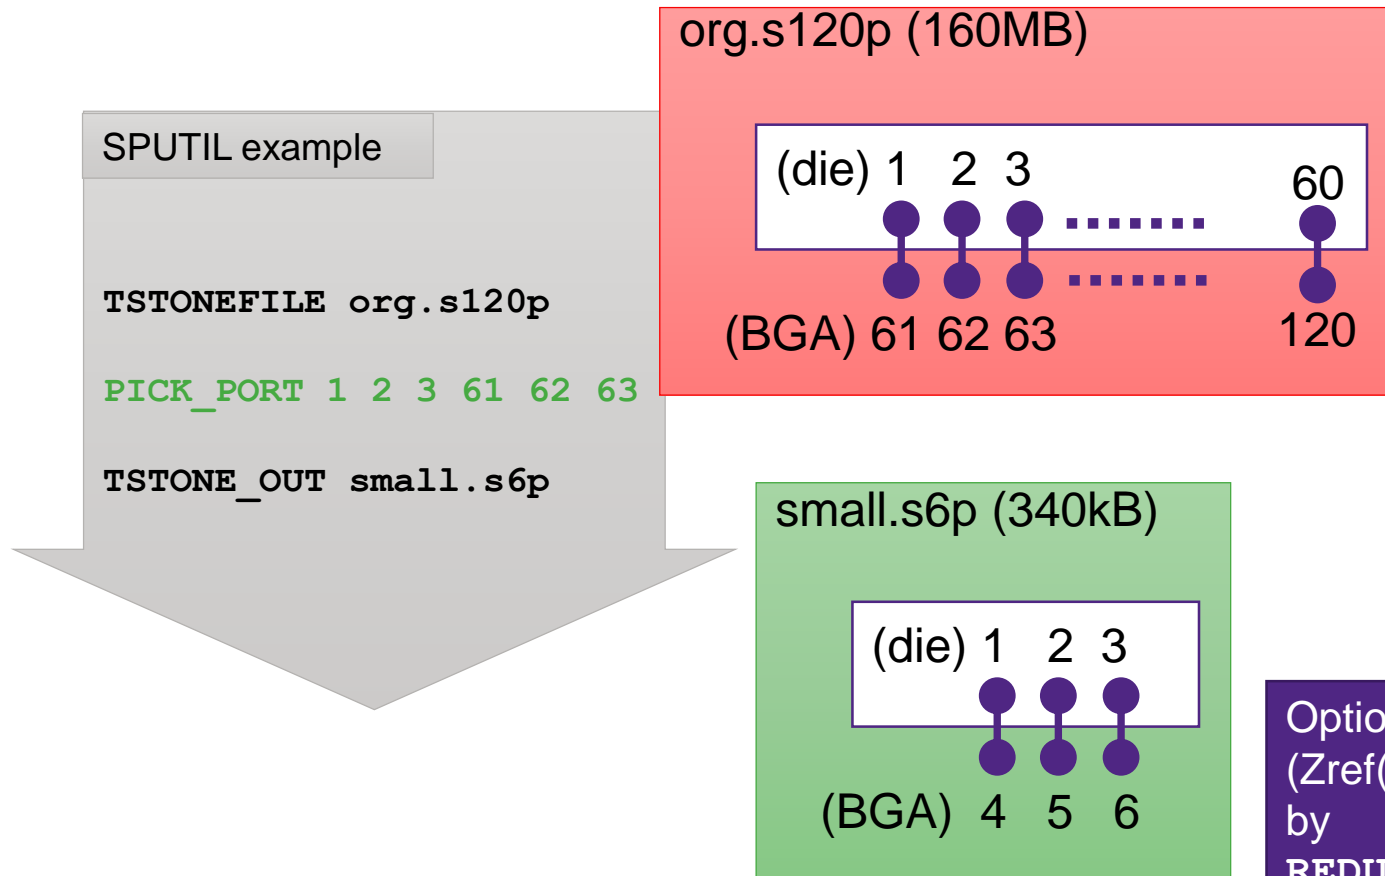 org.s120p (160MB)
SPUTIL example
(die) 1 2 3 60
(BGA) 61 62 63 120
TSTONEFILE org.s120p
PICK_PORT 1 2 3 61 62 63
TSTONE_OUT small.s6p
small.s6p (340kB)
(die) 1 2 3
(BGA) 4 5 6
(Zref(
by